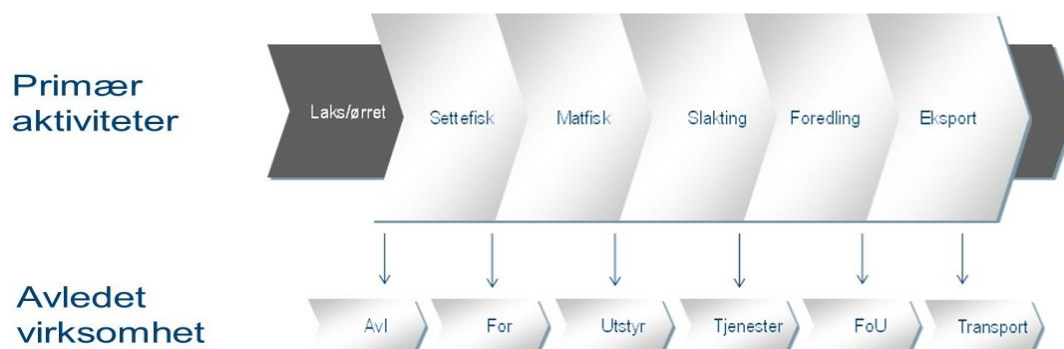 Primær
aktiviteter
Laks/ørret
Settefisk
Matfisk
Slakting
Foredling
Eksport
Avledet
virksomhet
Avl
For
Utstyr
Tjenester
FoU
Transport